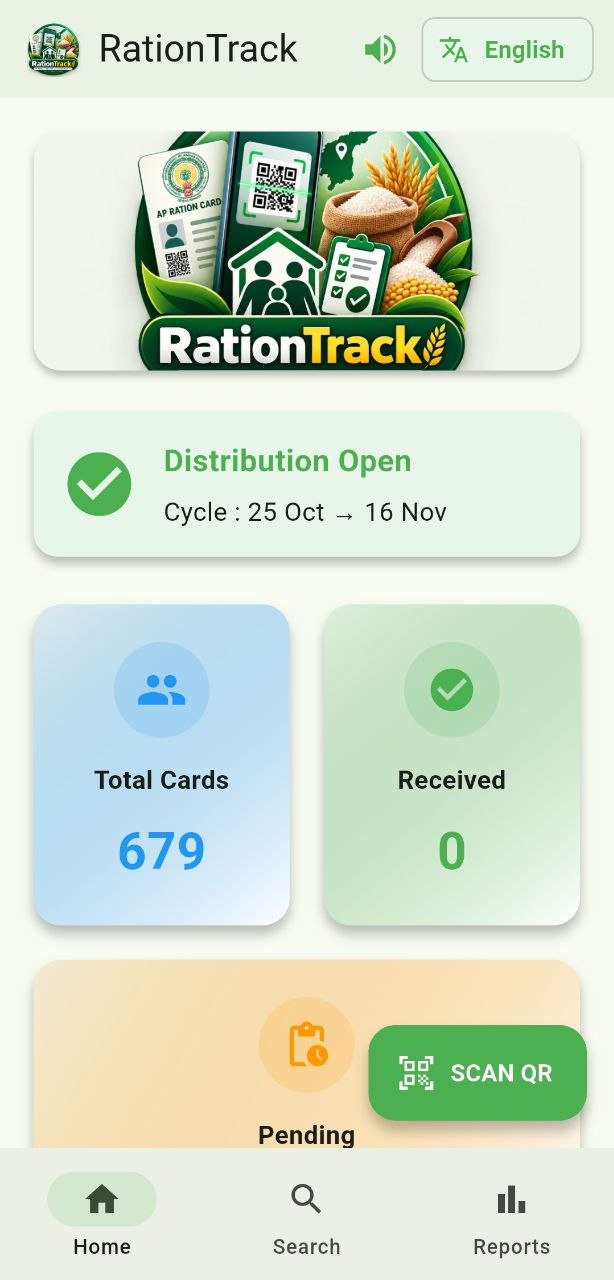 RationTrack
RationTrack
English
AP RATION CARD
RationTrack
Distribution Open
Cycle : 25 Oct → 16 Nov
Total Cards
679
Received
0
Pending
SCAN QR
Home
Search
Reports